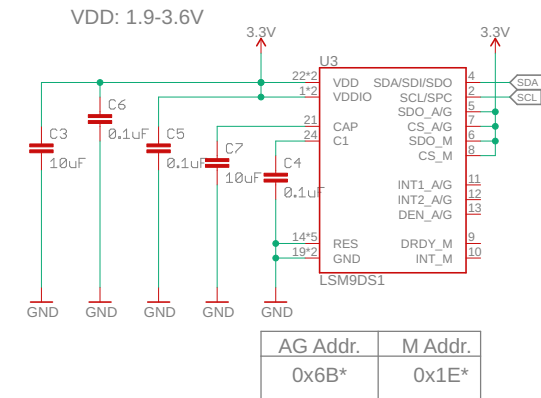 VDD: 1.9-3.6V
3.3V
3.3V
U3
22*2 VDD SDA/SDI/SDO 4 SDA
1*2 VDDIO SCL/SPC 2 SCL
SDO_A/G 5
21 CAP CS_A/G 7
24 C1 SDO_M 6
CS_M 8
INT1_A/G 11
INT2_A/G 12
DEN_A/G 13
14*5 RES DRDY_M 9
19*2 GND INT_M 10
LSM9DS1
C6
0.1uF
C3
10uF
C5
0.1uF
C7
10uF
C4
0.1uF
GND GND GND GND GND
AG Addr. M Addr.
0x6B* 0x1E*